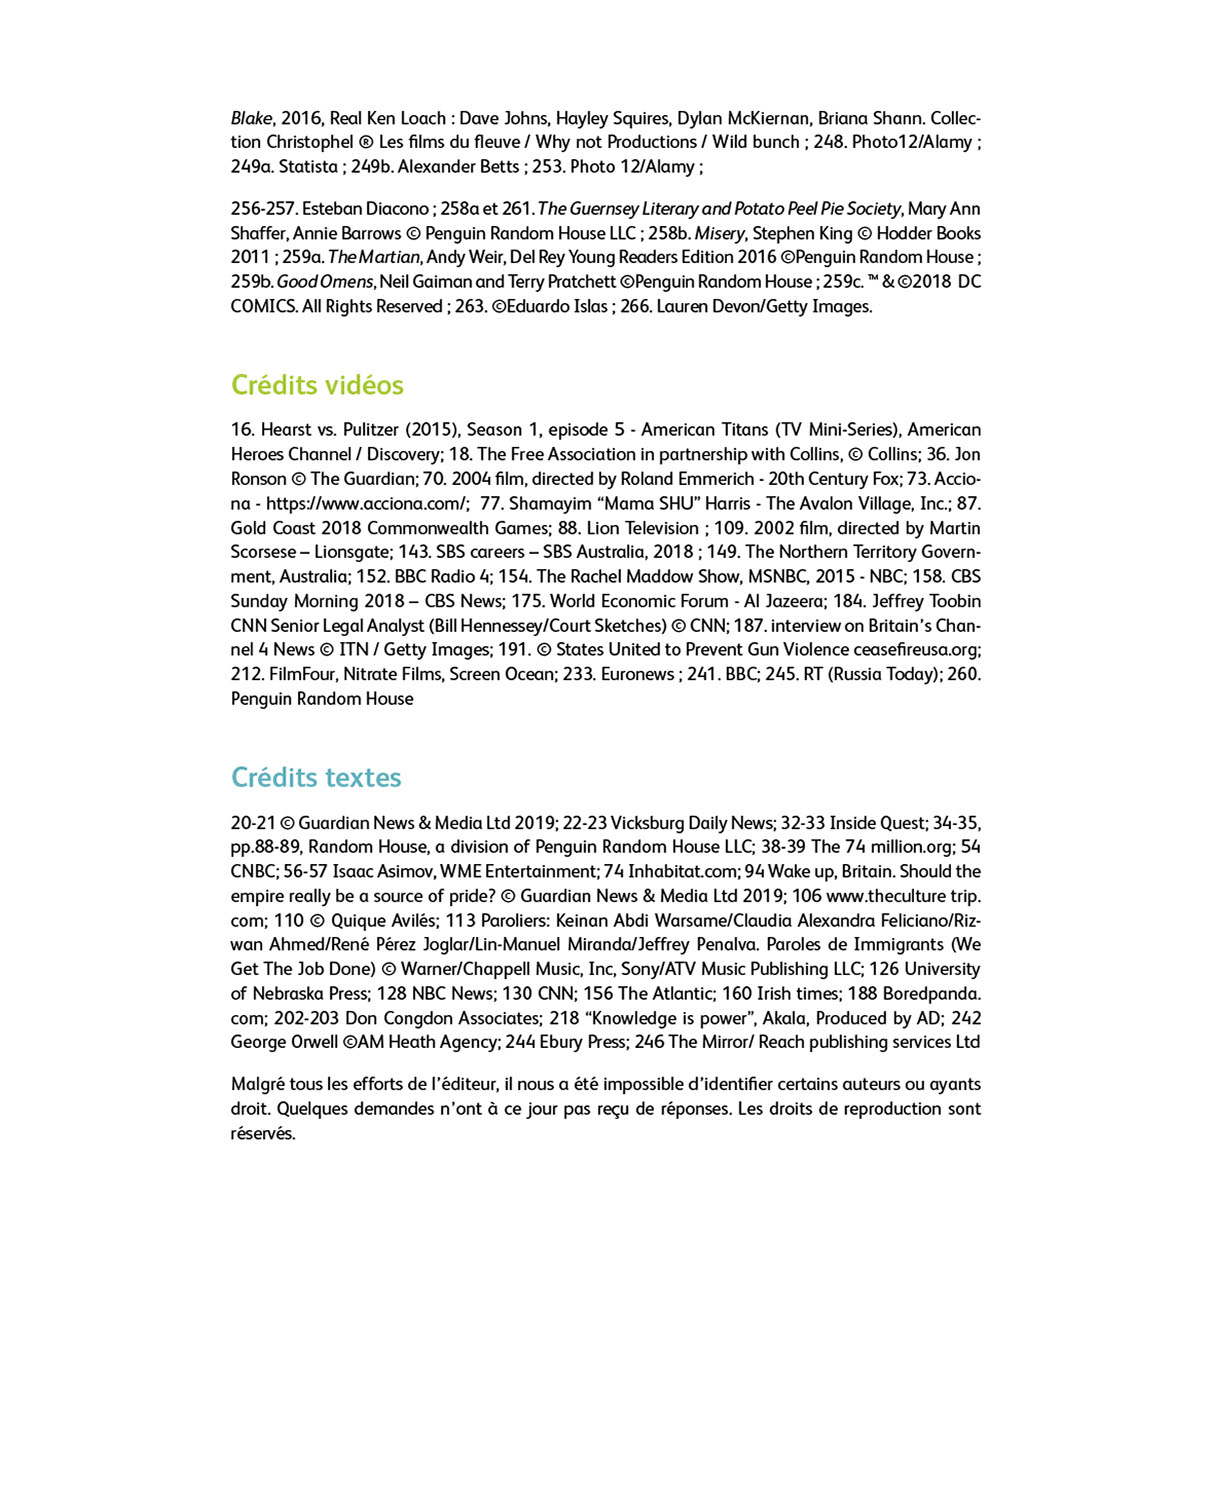 Blake, 2016, Real Ken Loach : Dave Johns, Hayley Squires, Dylan McKiernan, Briana Shann. Collec-
tion Christophel ® Les films du fleuve / Why not Productions / Wild bunch ; 248. Photo12/Alamy ;
249a. Statista ; 249b. Alexander Betts ; 253. Photo 12/Alamy ;
256-257. Esteban Diacono ; 258a et 261. The Guernsey Literary and Potato Peel Pie Society, Mary Ann
Shaffer, Annie Barrows © Penguin Random House LLC ; 258b. Misery, Stephen King © Hodder Books
2011 ; 259a. The Martian, Andy Weir, Del Rey Young Readers Edition 2016 ©Penguin Random House ;
259b. Good Omens, Neil Gaiman and Terry Pratchett ©Penguin Random House ; 259c. ™ & ©2018 DC
COMICS. All Rights Reserved ; 263. ©Eduardo Islas ; 266. Lauren Devon/Getty Images.
Crédits vidéos
16. Hearst vs. Pulitzer (2015), Season 1, episode 5 - American Titans (TV Mini-Series), American
Heroes Channel / Discovery; 18. The Free Association in partnership with Collins, © Collins; 36. Jon
Ronson © The Guardian; 70. 2004 film, directed by Roland Emmerich - 20th Century Fox; 73. Accio-
na - https://www.acciona.com/; 77. Shamayim “Mama SHU” Harris - The Avalon Village, Inc.; 87.
Gold Coast 2018 Commonwealth Games; 88. Lion Television ; 109. 2002 film, directed by Martin
Scorsese – Lionsgate; 143. SBS careers – SBS Australia, 2018 ; 149. The Northern Territory Govern-
ment, Australia; 152. BBC Radio 4; 154. The Rachel Maddow Show, MSNBC, 2015 - NBC; 158. CBS
Sunday Morning 2018 – CBS News; 175. World Economic Forum - Al Jazeera; 184. Jeffrey Toobin
CNN Senior Legal Analyst (Bill Hennessey/Court Sketches) © CNN; 187. interview on Britain’s Chan-
nel 4 News © ITN / Getty Images; 191. © States United to Prevent Gun Violence ceasefireusa.org;
212. FilmFour, Nitrate Films, Screen Ocean; 233. Euronews ; 241. BBC; 245. RT (Russia Today); 260.
Penguin Random House
Crédits textes
20-21 © Guardian News & Media Ltd 2019; 22-23 Vicksburg Daily News; 32-33 Inside Quest; 34-35,
pp.88-89, Random House, a division of Penguin Random House LLC; 38-39 The 74 million.org; 54
CNBC; 56-57 Isaac Asimov, WME Entertainment; 74 Inhabitat.com; 94 Wake up, Britain. Should the
empire really be a source of pride? © Guardian News & Media Ltd 2019; 106 www.theculture trip.
com; 110 © Quique Avilés; 113 Paroliers: Keinan Abdi Warsame/Claudia Alexandra Feliciano/Riz-
wan Ahmed/René Pérez Joglar/Lin-Manuel Miranda/Jeffrey Penalva. Paroles de Immigrants (We
Get The Job Done) © Warner/Chappell Music, Inc, Sony/ATV Music Publishing LLC; 126 University
of Nebraska Press; 128 NBC News; 130 CNN; 156 The Atlantic; 160 Irish times; 188 Boredpanda.
com; 202-203 Don Congdon Associates; 218 “Knowledge is power”, Akala, Produced by AD; 242
George Orwell ©AM Heath Agency; 244 Ebury Press; 246 The Mirror/ Reach publishing services Ltd
Malgré tous les efforts de l’éditeur, il nous a été impossible d’identifier certains auteurs ou ayants
droit. Quelques demandes n’ont à ce jour pas reçu de réponses. Les droits de reproduction sont
réservés.